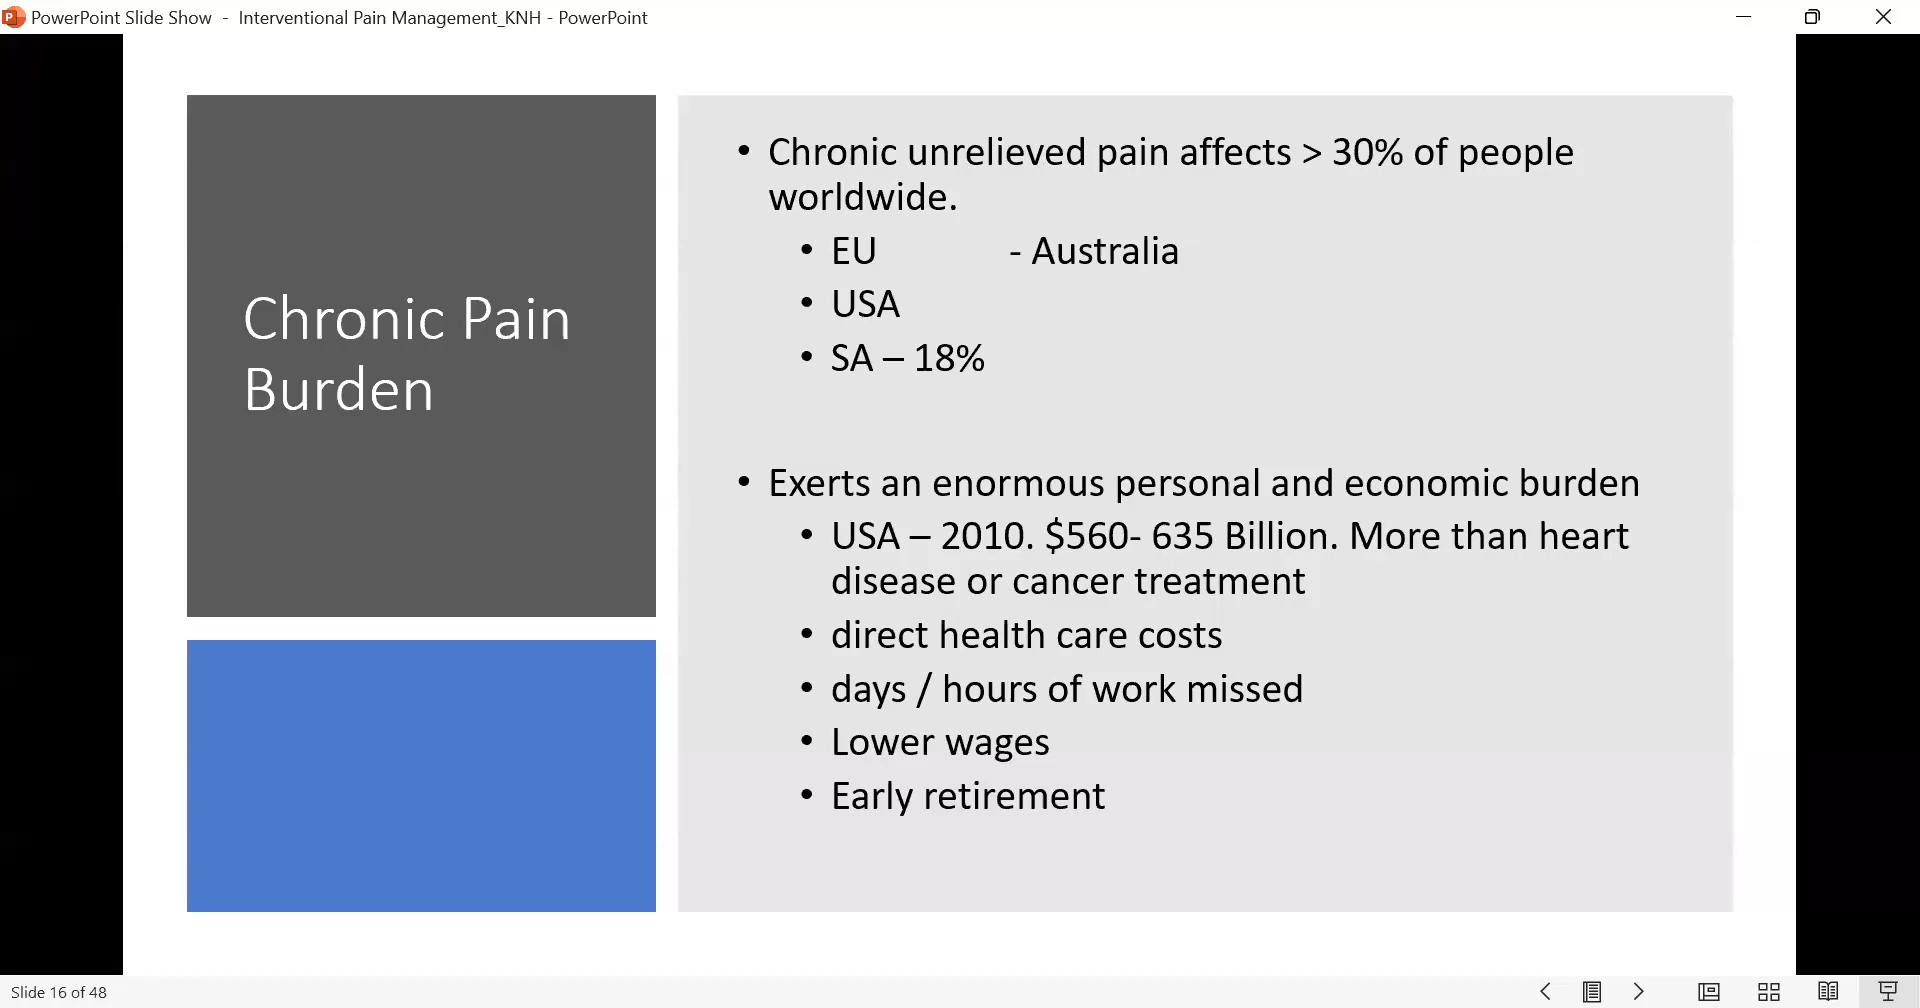 PowerPoint Slide Show - Interventional Pain Management_KNH - PowerPoint
Chronic Pain
Burden
• Chronic unrelieved pain affects > 30% of people
worldwide.
• EU - Australia
• USA
• SA – 18%
• Exerts an enormous personal and economic burden
• USA – 2010. $560- 635 Billion. More than heart
disease or cancer treatment
• direct health care costs
• days / hours of work missed
• Lower wages
• Early retirement
Slide 16 of 48